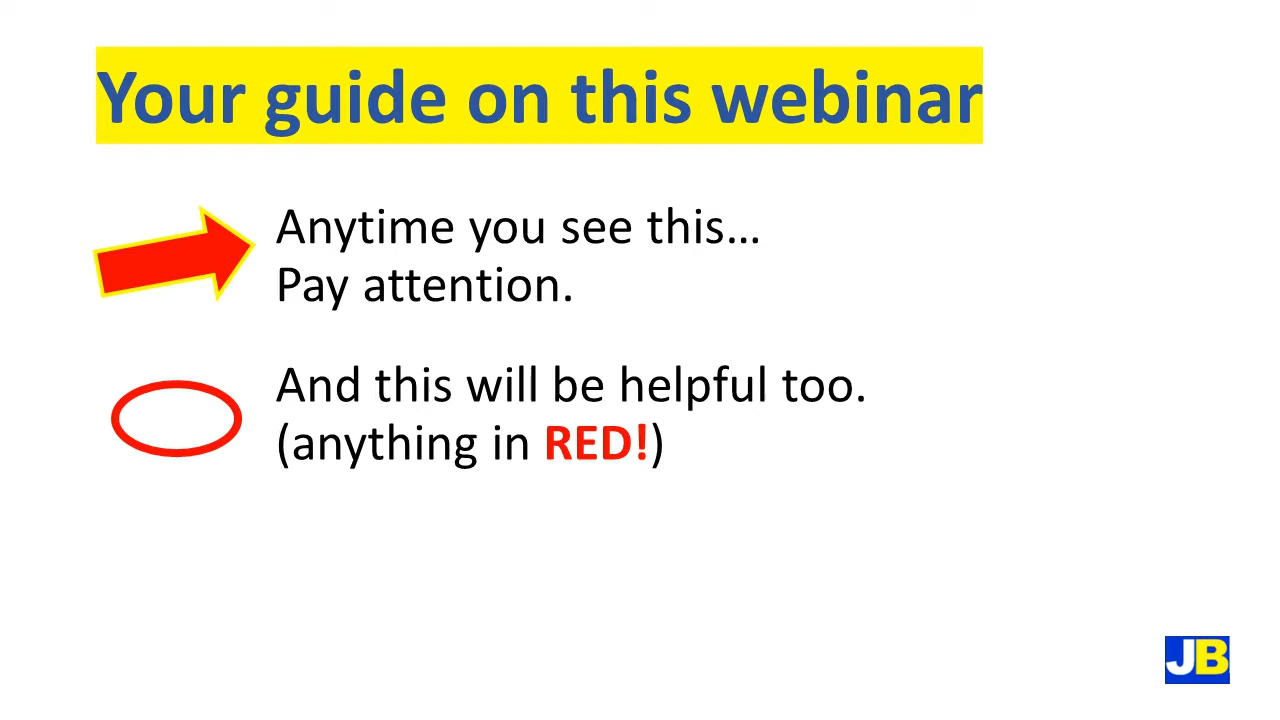 Your guide on this webinar
Anytime you see this…
Pay attention.
And this will be helpful too.
(anything in RED!)
JB